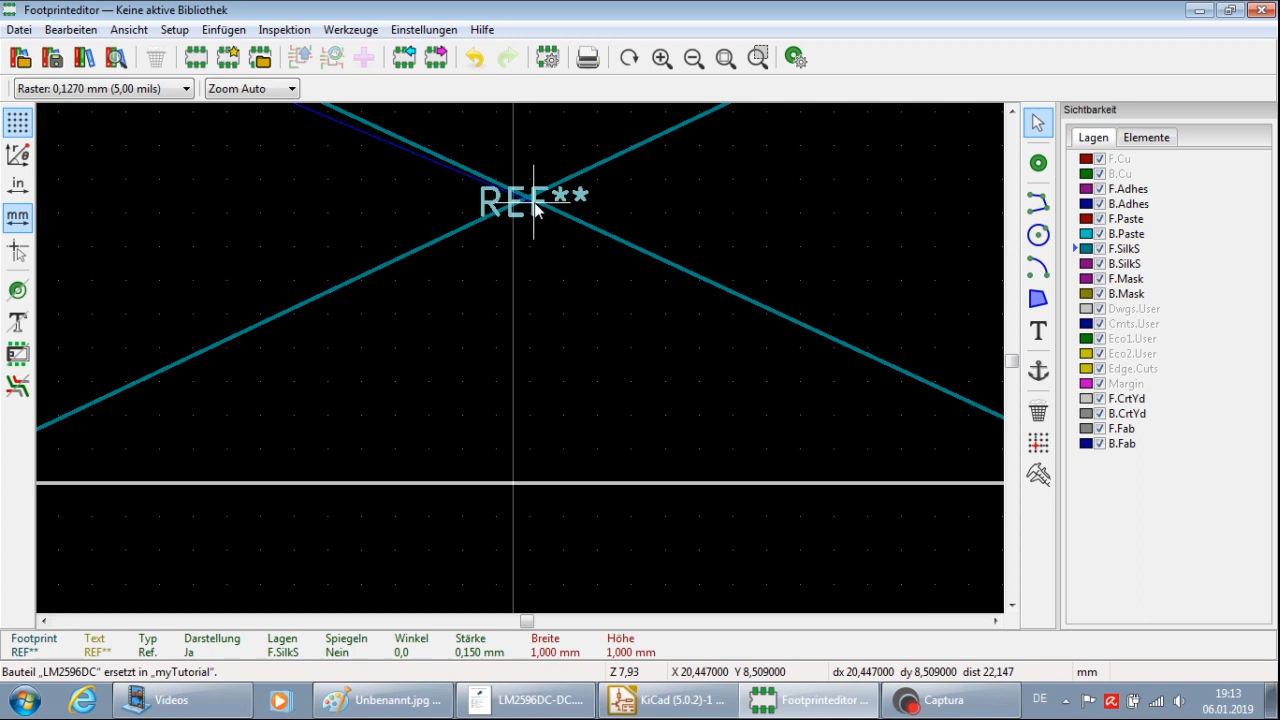 Footprinteditor — Keine aktive Bibliothek
Datei Bearbeiten Ansicht Setup Einfügen Inspektion Werkzeuge Einstellungen Hilfe
Raster: 0,1270 mm (5,00 mils) Zoom Auto
Sichtbarkeit
Lagen Elemente
F.Cu
B.Cu
F.Adhes
B.Adhes
F.Paste
B.Paste
F.SilkS
B.SilkS
F.Mask
B.Mask
Dwgs.User
Cmts.User
Eco1.User
Eco2.User
Edge.Cuts
Margin
F.CrtYd
B.CrtYd
F.Fab
B.Fab
in
mm
REF**
Footprint Text Typ Darstellung Lagen Spiegeln Winkel Stärke Breite Höhe
REF** REF** Ref. Ja F.SilkS Nein 0,0 0,150 mm 1,000 mm 1,000 mm
Bauteil „LM2596DC“ ersetzt in „myTutorial“. Z 7,93 X 20,447000 Y 8,509000 dx 20,447000 dy 8,509000 dist 22,147 mm
Videos Unbenannt.jpg ... LM2596DC-DC.... KiCad (5.0.2)-1 ... Footprinteditor ... Captura DE 19:13
06.01.2019